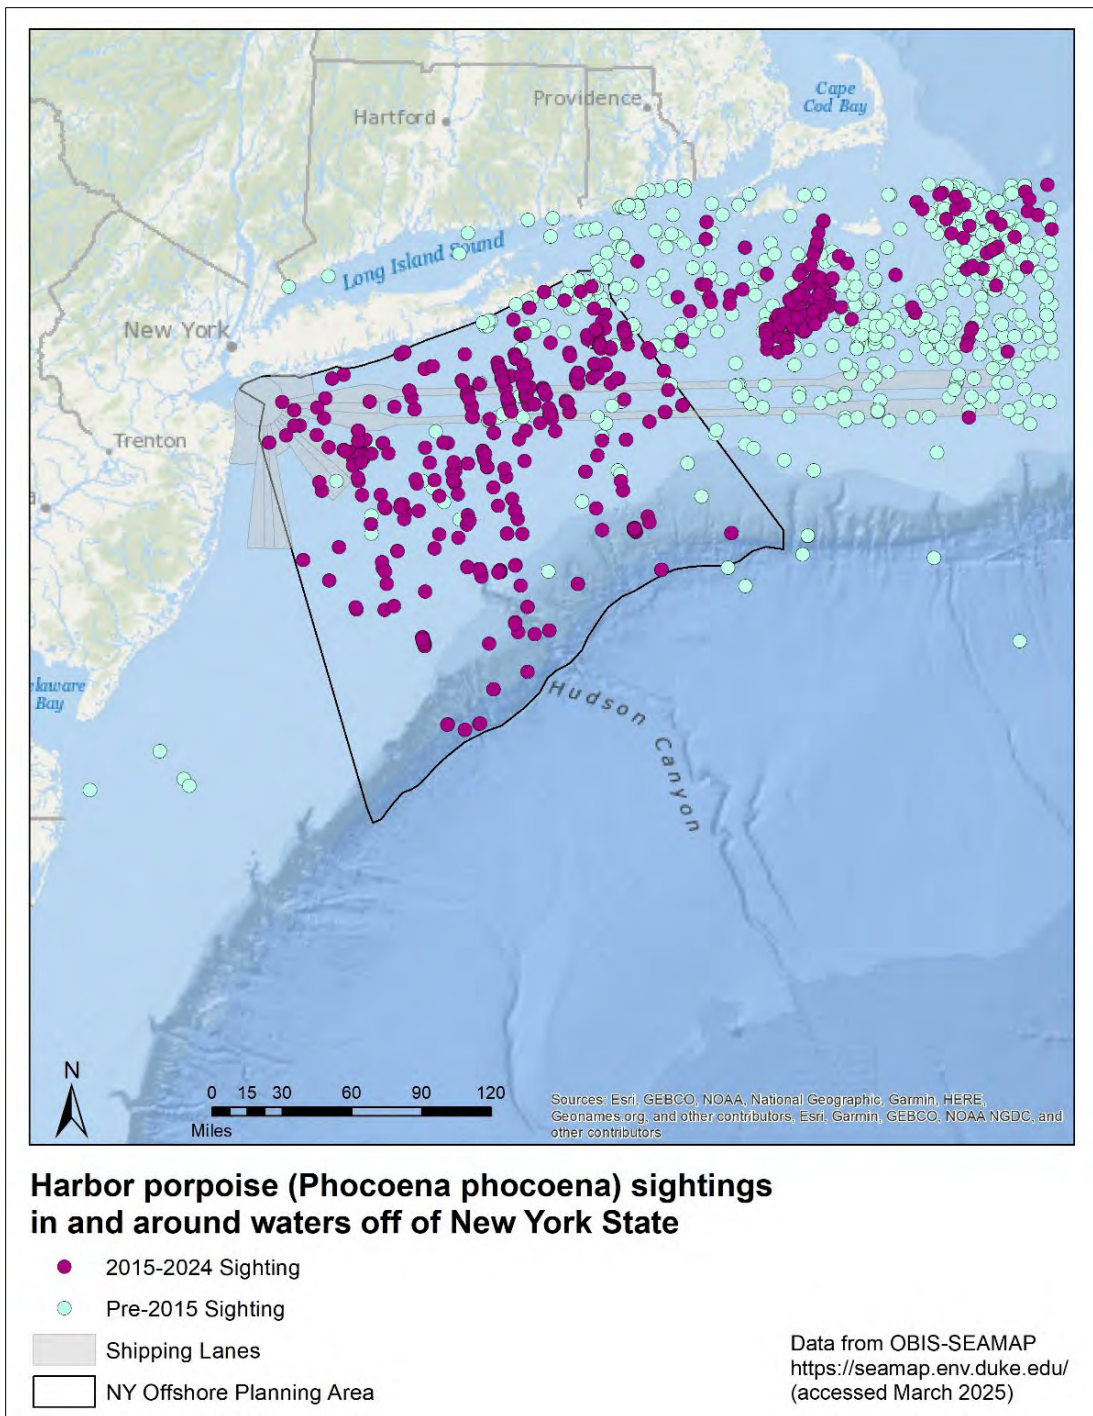 Cape
Cod Bay
Providence
Hartford
Long Island Sound
New York
Trenton
a
elaware
Bay
Hudson Canyon
N
0 15 30 60 90 120
Miles
Sources: Esri, GEBCO, NOAA, National Geographic, Garmin, HERE,
Geonames.org, and other contributors, Esri, Garmin, GEBCO, NOAA NGDC, and
other contributors
Harbor porpoise (Phocoena phocoena) sightings
in and around waters off of New York State
2015-2024 Sighting
Pre-2015 Sighting
Shipping Lanes
NY Offshore Planning Area
Data from OBIS-SEAMAP
https://seamap.env.duke.edu/
(accessed March 2025)